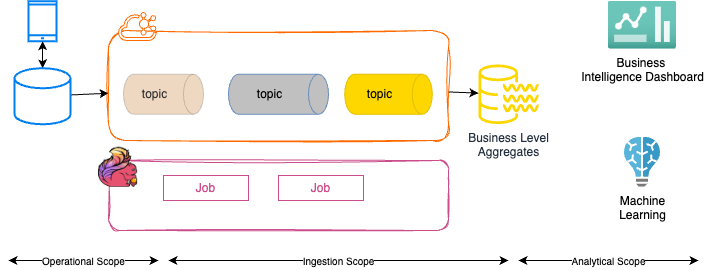 Business
Intelligence Dashboard
topic
topic
topic
Business Level
Aggregates
Job
Job
Machine
Learning
Operational Scope
Ingestion Scope
Analytical Scope